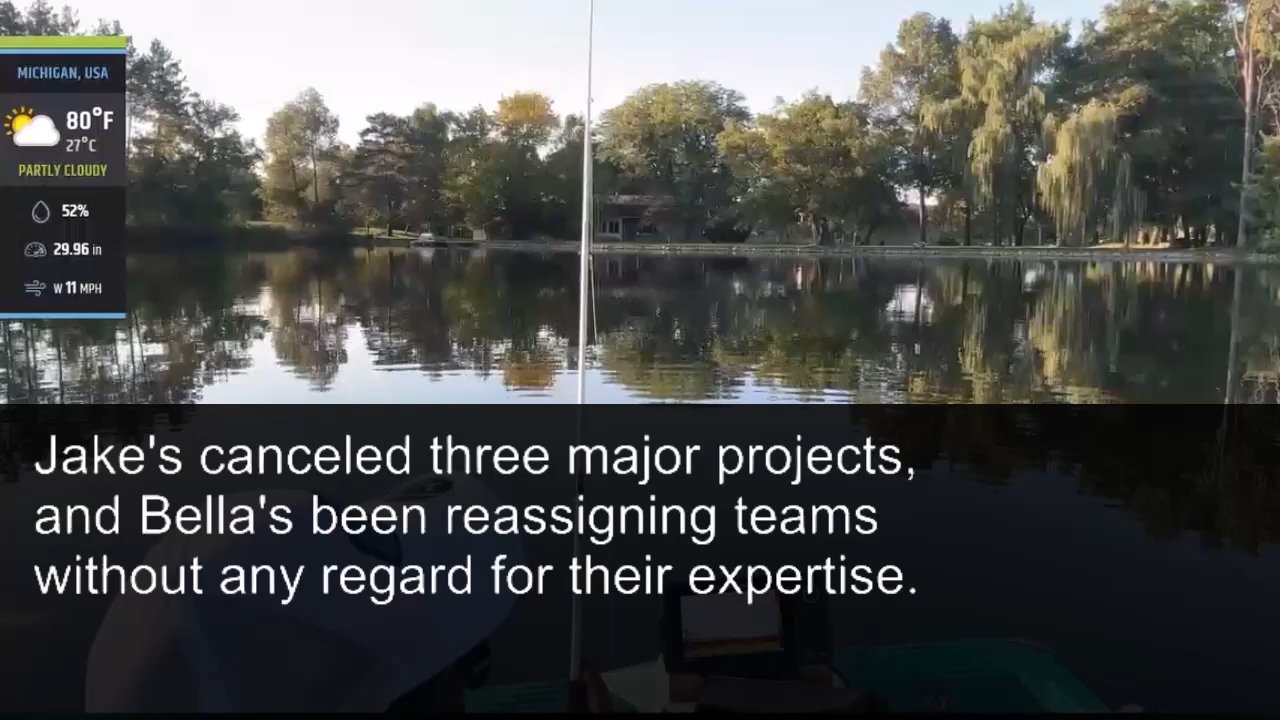 MICHIGAN, USA
80°F
27°C
PARTLY CLOUDY
52%
29.96 in
W 11 MPH
Jake's canceled three major projects,
and Bella's been reassigning teams
without any regard for their expertise.